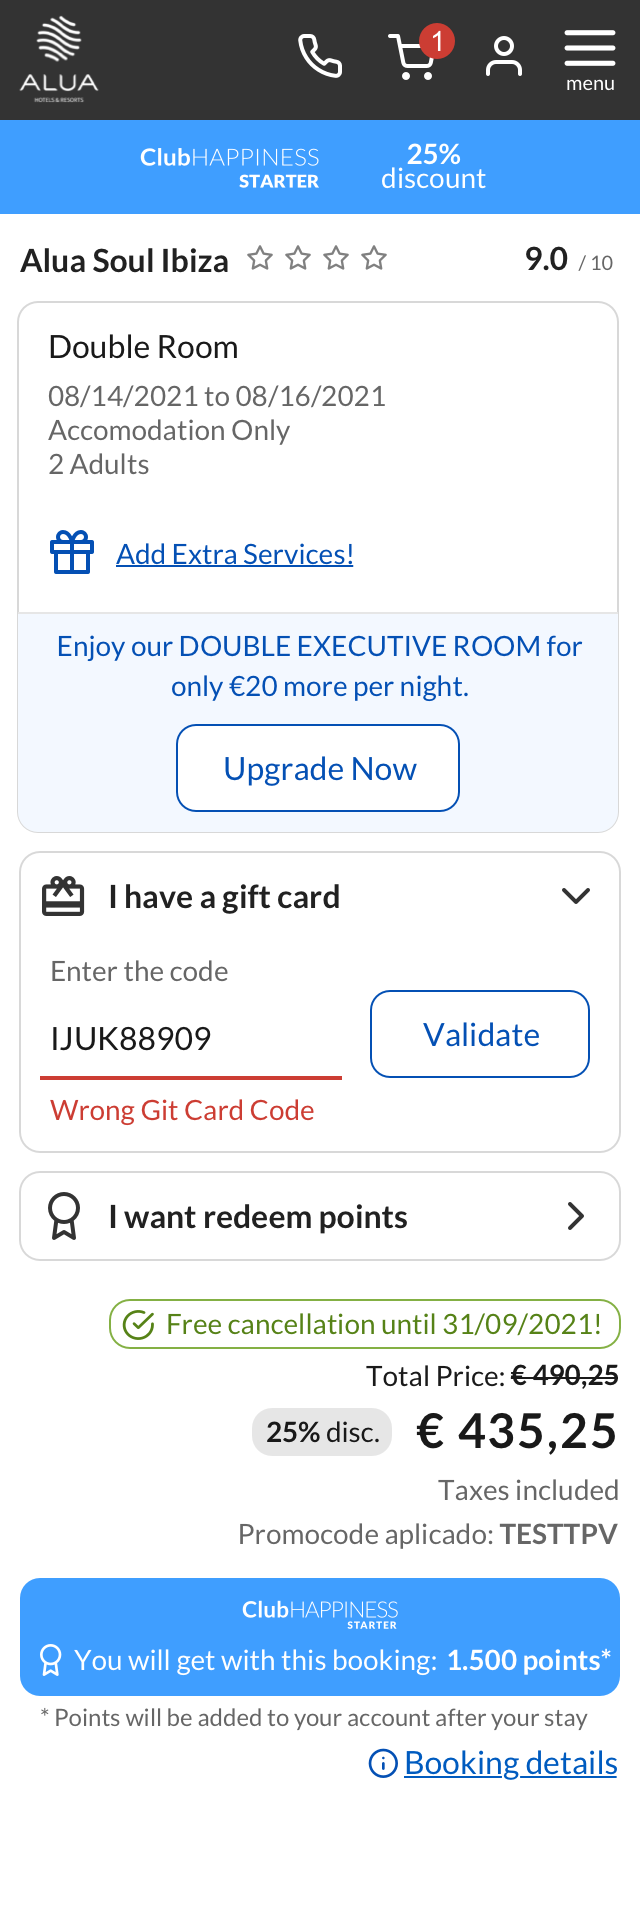 ALUA
HOTELS & RESORTS
1
menu
ClubHAPPINESS
STARTER
25%
discount
Alua Soul Ibiza
9.0 / 10
Double Room
08/14/2021 to 08/16/2021
Accomodation Only
2 Adults
Add Extra Services!
Enjoy our DOUBLE EXECUTIVE ROOM for
only €20 more per night.
Upgrade Now
I have a gift card
Enter the code
IJUK88909
Validate
Wrong Git Card Code
I want redeem points
Free cancellation until 31/09/2021!
Total Price: € 490,25
25% disc. € 435,25
Taxes included
Promocode aplicado: TESTTPV
ClubHAPPINESS
STARTER
You will get with this booking: 1.500 points*
* Points will be added to your account after your stay
Booking details